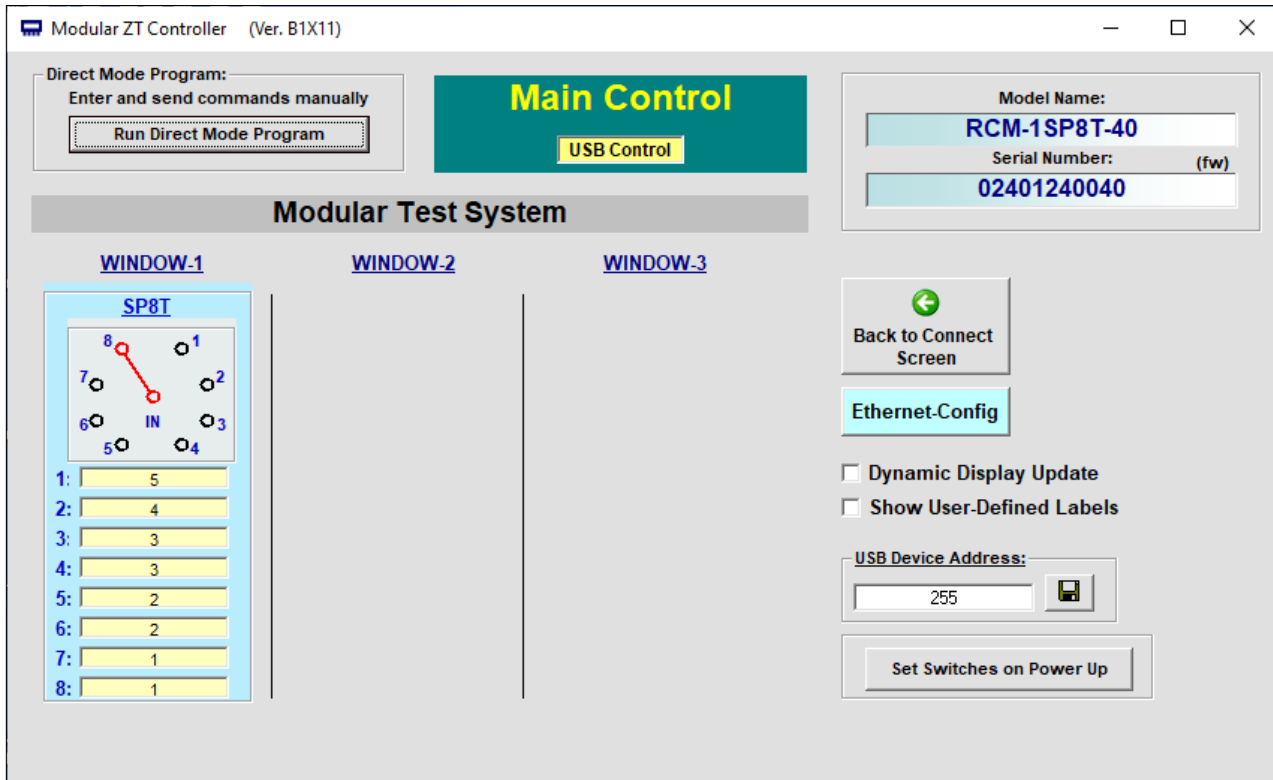 Modular ZT Controller (Ver. B1X11)
Direct Mode Program:
Enter and send commands manually
Run Direct Mode Program
Main Control
USB Control
Model Name:
RCM-1SP8T-40
Serial Number: (fw)
02401240040
Modular Test System
WINDOW-1 WINDOW-2 WINDOW-3
SP8T
8 1
7 2
6 IN 3
5 4
1: 5
2: 4
3: 3
4: 3
5: 2
6: 2
7: 1
8: 1
Back to Connect
Screen
Ethernet-Config
Dynamic Display Update
Show User-Defined Labels
USB Device Address:
255
Set Switches on Power Up